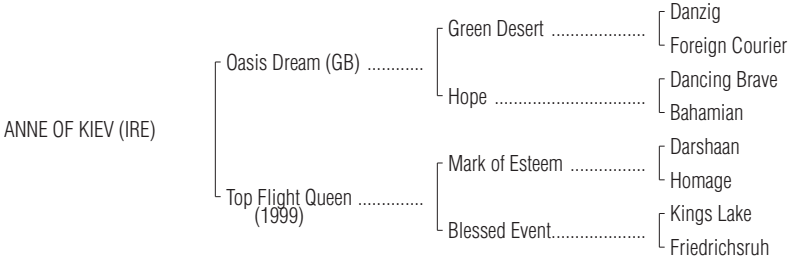 Danzig
Green Desert .....................
Foreign Courier
Oasis Dream (GB) ............
Dancing Brave
Hope .................................
Bahamian
ANNE OF KIEV (IRE)
Darshaan
Mark of Esteem .................
Homage
Top Flight Queen ..............
(1999)
Kings Lake
Blessed Event.....................
Friedrichsruh